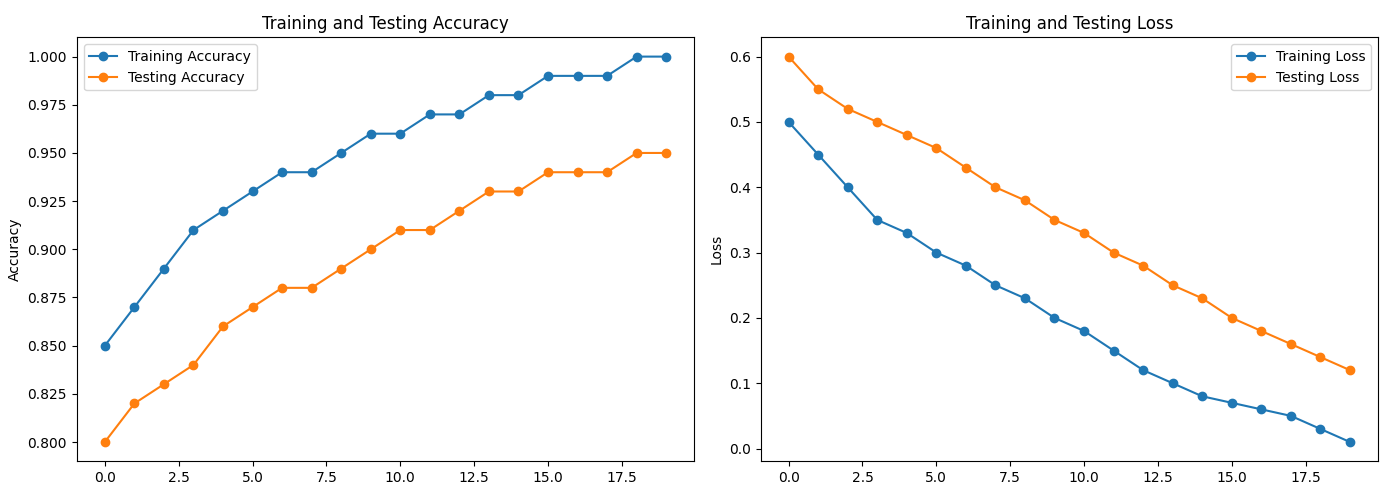 Training and Testing Accuracy
Training Accuracy
Testing Accuracy
Accuracy
1.000
0.975
0.950
0.925
0.900
0.875
0.850
0.825
0.800
0.0 2.5 5.0 7.5 10.0 12.5 15.0 17.5
Training and Testing Loss
Training Loss
Testing Loss
Loss
0.6
0.5
0.4
0.3
0.2
0.1
0.0
0.0 2.5 5.0 7.5 10.0 12.5 15.0 17.5